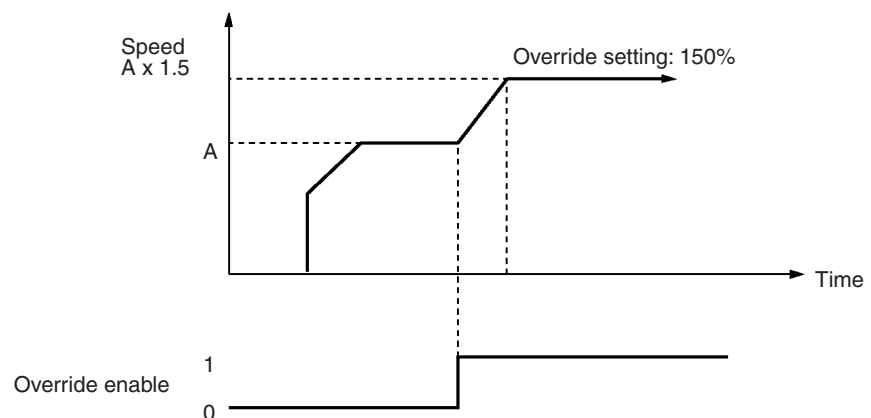 Speed
A x 1.5
Override setting: 150%
A
Time
1
Override enable
0